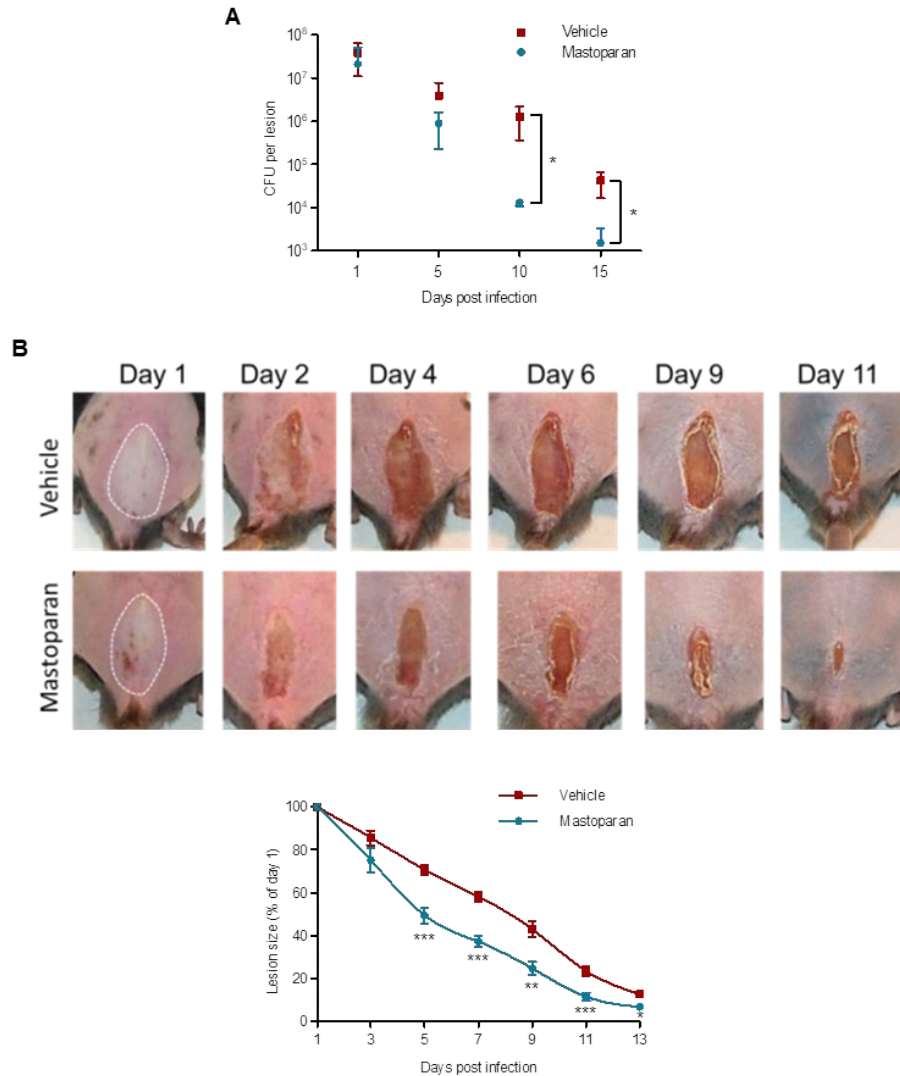 A
Vehicle
Mastoparan
10⁸
10⁷
10⁶
10⁵
10⁴
10³
CFU per lesion
*
*
1 5 10 15
Days post infection
B
Day 1 Day 2 Day 4 Day 6 Day 9 Day 11
Vehicle
Mastoparan
Vehicle
Mastoparan
100
80
60
40
20
0
Lesion size (% of day 1)
*** *** ** *** *
1 3 5 7 9 11 13
Days post infection